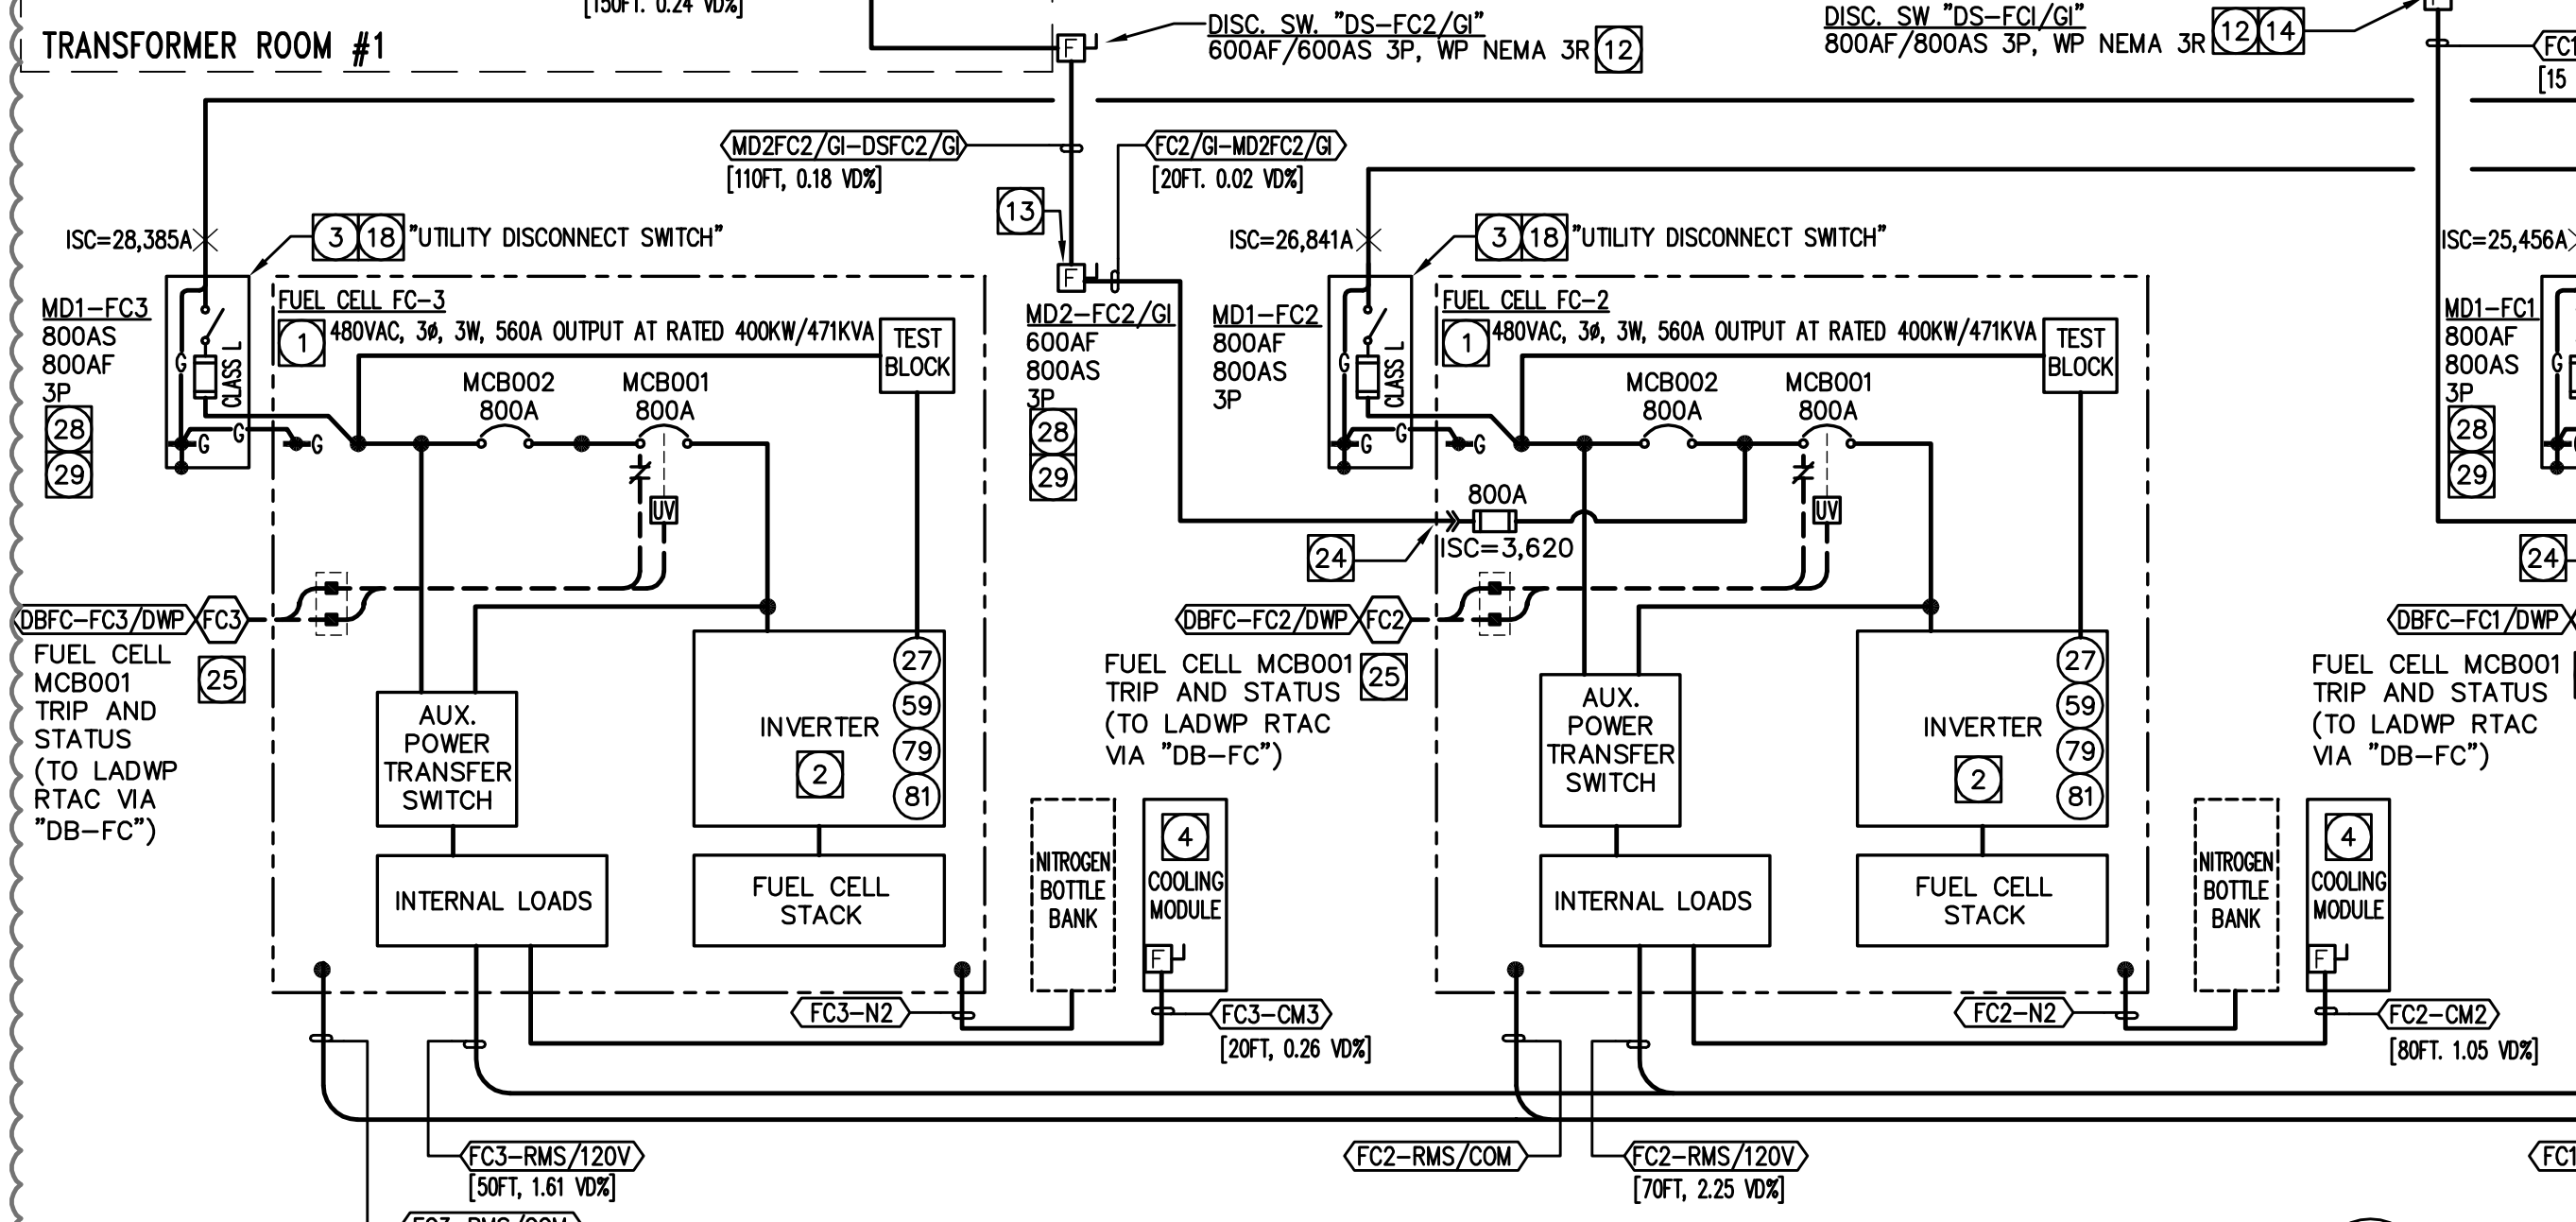 [150FT. 0.24 VD%]
TRANSFORMER ROOM #1
F
DISC. SW. "DS-FC2/GI"
600AF/600AS 3P, WP NEMA 3R
12
DISC. SW "DS-FCI/GI"
800AF/800AS 3P, WP NEMA 3R
12
14
FC1
[15
MD2FC2/GI-DSFC2/GI
[110FT, 0.18 VD%]
FC2/GI-MD2FC2/GI
[20FT. 0.02 VD%]
13
F
ISC=28,385A
3
18
"UTILITY DISCONNECT SWITCH"
MD1-FC3
800AS
800AF
3P
28
29
G
CLASS L
G
G
G
FUEL CELL FC-3
1
480VAC, 3ø, 3W, 560A OUTPUT AT RATED 400KW/471KVA
TEST
BLOCK
MCB002
800A
MCB001
800A
UV
DBFC-FC3/DWP
FC3
FUEL CELL
MCB001
TRIP AND
STATUS
(TO LADWP
RTAC VIA
"DB-FC")
25
AUX.
POWER
TRANSFER
SWITCH
INVERTER
2
27
59
79
81
INTERNAL LOADS
FUEL CELL
STACK
NITROGEN
BOTTLE
BANK
4
COOLING
MODULE
F
FC3-N2
FC3-CM3
[20FT, 0.26 VD%]
FC3-RMS/120V
[50FT, 1.61 VD%]
FC3-RMS/COM
MD2-FC2/GI
600AF
800AS
3P
28
29
ISC=26,841A
3
18
"UTILITY DISCONNECT SWITCH"
MD1-FC2
800AF
800AS
3P
G
CLASS L
G
G
G
FUEL CELL FC-2
1
480VAC, 3ø, 3W, 560A OUTPUT AT RATED 400KW/471KVA
TEST
BLOCK
MCB002
800A
MCB001
800A
UV
800A
ISC=3,620
24
DBFC-FC2/DWP
FC2
FUEL CELL MCB001
TRIP AND STATUS
(TO LADWP RTAC
VIA "DB-FC")
25
AUX.
POWER
TRANSFER
SWITCH
INVERTER
2
27
59
79
81
INTERNAL LOADS
FUEL CELL
STACK
NITROGEN
BOTTLE
BANK
4
COOLING
MODULE
F
FC2-N2
FC2-CM2
[80FT. 1.05 VD%]
FC2-RMS/COM
FC2-RMS/120V
[70FT, 2.25 VD%]
ISC=25,456A
MD1-FC1
800AF
800AS
3P
28
29
G
24
DBFC-FC1/DWP
FUEL CELL MCB001
TRIP AND STATUS
(TO LADWP RTAC
VIA "DB-FC")
FC1